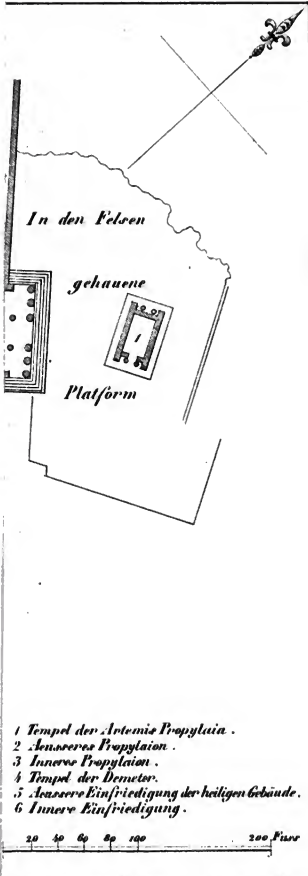 In den Felsen
gehauene
1
Platform
1 Tempel der Artemis Propylaia.
2 Aeusseres Propylaion.
3 Inneres Propylaion.
4 Tempel der Demeter.
5 Aeussere Einfriedigung der heiligen Gebäude.
6 Innere Einfriedigung.
20 40 60 80 100 200 Fuss